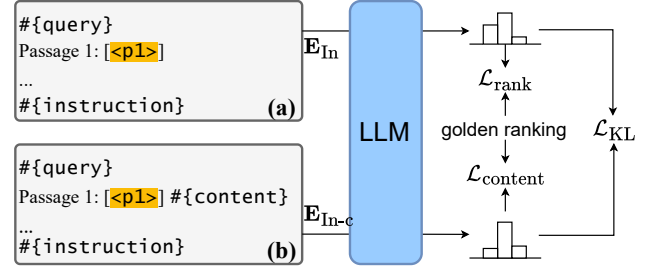 #{query}
Passage 1: [<p1>]
...
#{instruction}
(a)
E_In
#{query}
Passage 1: [<p1>] #{content}
...
#{instruction}
(b)
E_In-c
LLM
ℒ_rank
golden ranking
ℒ_content
ℒ_KL